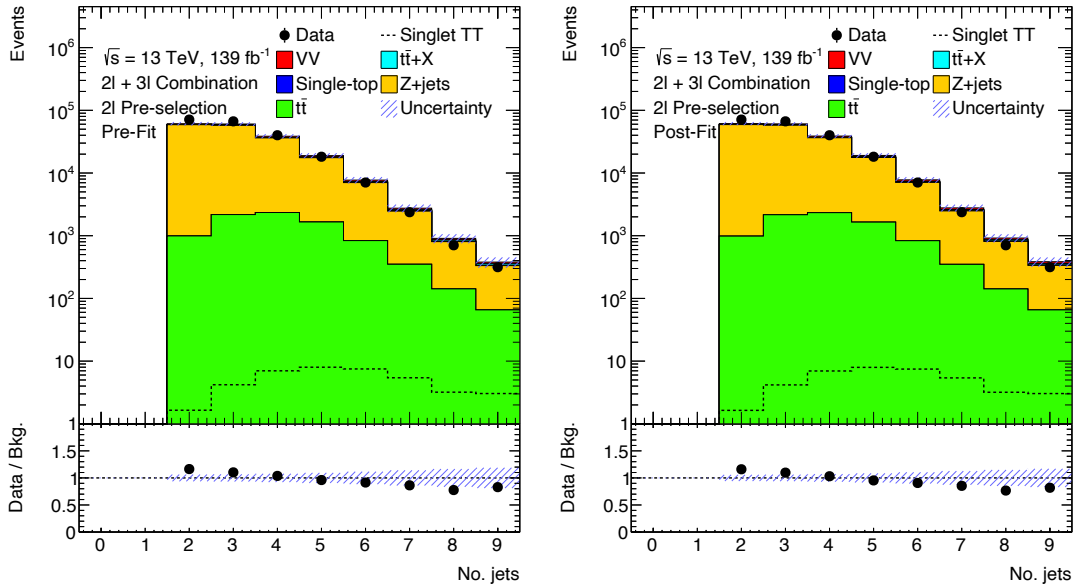 Events
10⁶
10⁵
10⁴
10³
10²
10
1
√s = 13 TeV, 139 fb⁻¹
2l + 3l Combination
2l Pre-selection
Pre-Fit
Data
Singlet TT
VV
tt̄+X
Single-top
Z+jets
tt̄
Uncertainty
Data / Bkg.
1
1.5
1
0.5
0
0 1 2 3 4 5 6 7 8 9
No. jets
Events
10⁶
10⁵
10⁴
10³
10²
10
1
√s = 13 TeV, 139 fb⁻¹
2l + 3l Combination
2l Pre-selection
Post-Fit
Data
Singlet TT
VV
tt̄+X
Single-top
Z+jets
tt̄
Uncertainty
Data / Bkg.
1
1.5
1
0.5
0
0 1 2 3 4 5 6 7 8 9
No. jets